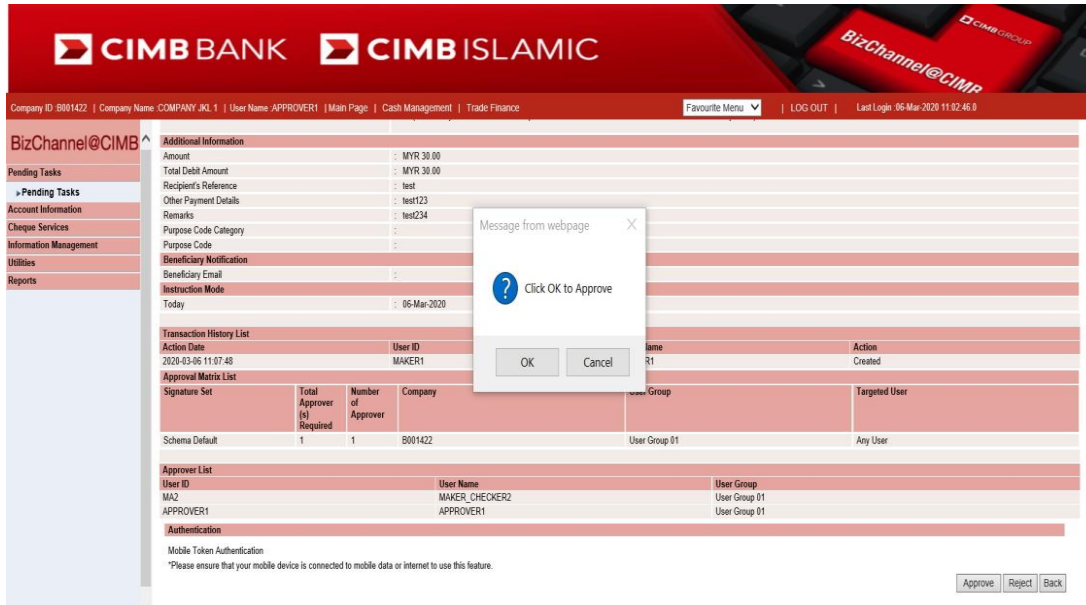 CIMB BANK CIMB ISLAMIC
CIMB GROUP
BizChannel@CIMB
Company ID :B001422 | Company Name :COMPANY JKL 1 | User Name :APPROVER1 | Main Page | Cash Management | Trade Finance Favourite Menu | LOG OUT | Last Login :06-Mar-2020 11:02:46.0
BizChannel@CIMB
Pending Tasks
Pending Tasks
Account Information
Cheque Services
Information Management
Utilities
Reports
Additional Information
Amount : MYR 30.00
Total Debit Amount : MYR 30.00
Recipient's Reference : test
Other Payment Details : test123
Remarks : test234
Purpose Code Category :
Purpose Code :
Beneficiary Notification
Beneficiary Email :
Instruction Mode
Today : 06-Mar-2020
Message from webpage
Click OK to Approve
OK Cancel
Transaction History List
Action Date User ID Action
2020-03-06 11:07:48 MAKER1 Created
Approval Matrix List
Signature Set Total Approver (s) Required Number of Approver Company User Group Targeted User
Schema Default 1 1 B001422 User Group 01 Any User
Approver List
User ID User Name User Group
MA2 MAKER_CHECKER2 User Group 01
APPROVER1 APPROVER1 User Group 01
Authentication
Mobile Token Authentication
*Please ensure that your mobile device is connected to mobile data or internet to use this feature.
Approve Reject Back